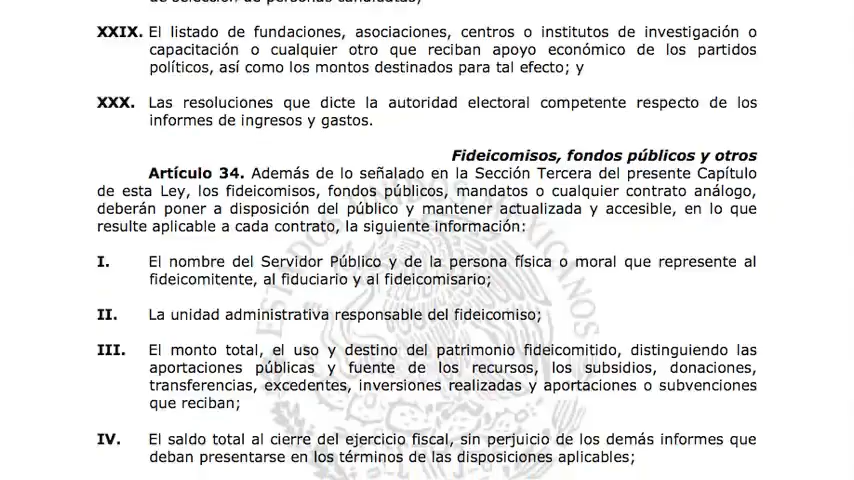 de selección de personas candidatas;
XXIX. El listado de fundaciones, asociaciones, centros o institutos de investigación o
capacitación o cualquier otro que reciban apoyo económico de los partidos
políticos, así como los montos destinados para tal efecto; y
XXX. Las resoluciones que dicte la autoridad electoral competente respecto de los
informes de ingresos y gastos.
Fideicomisos, fondos públicos y otros
Artículo 34. Además de lo señalado en la Sección Tercera del presente Capítulo
de esta Ley, los fideicomisos, fondos públicos, mandatos o cualquier contrato análogo,
deberán poner a disposición del público y mantener actualizada y accesible, en lo que
resulte aplicable a cada contrato, la siguiente información:
I. El nombre del Servidor Público y de la persona física o moral que represente al
fideicomitente, al fiduciario y al fideicomisario;
II. La unidad administrativa responsable del fideicomiso;
III. El monto total, el uso y destino del patrimonio fideicomitido, distinguiendo las
aportaciones públicas y fuente de los recursos, los subsidios, donaciones,
transferencias, excedentes, inversiones realizadas y aportaciones o subvenciones
que reciban;
IV. El saldo total al cierre del ejercicio fiscal, sin perjuicio de los demás informes que
deban presentarse en los términos de las disposiciones aplicables;
ESTADOS UNIDOS MEXICANOS